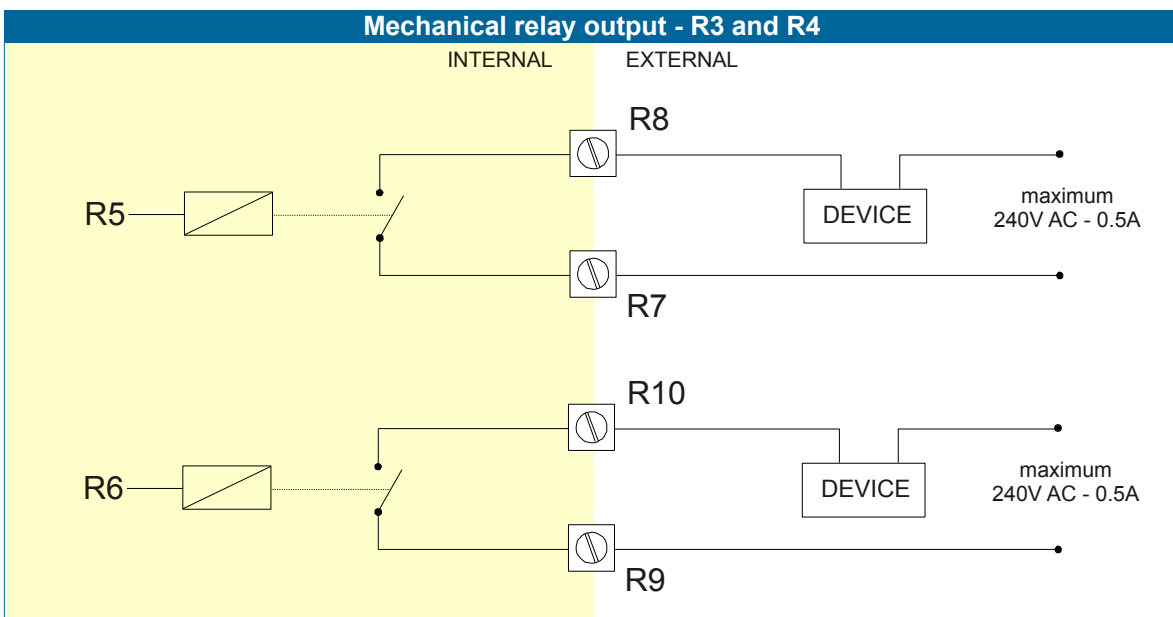 Mechanical relay output - R3 and R4
INTERNAL
EXTERNAL
R8
R5
DEVICE
maximum
240V AC - 0.5A
R7
R10
R6
DEVICE
maximum
240V AC - 0.5A
R9